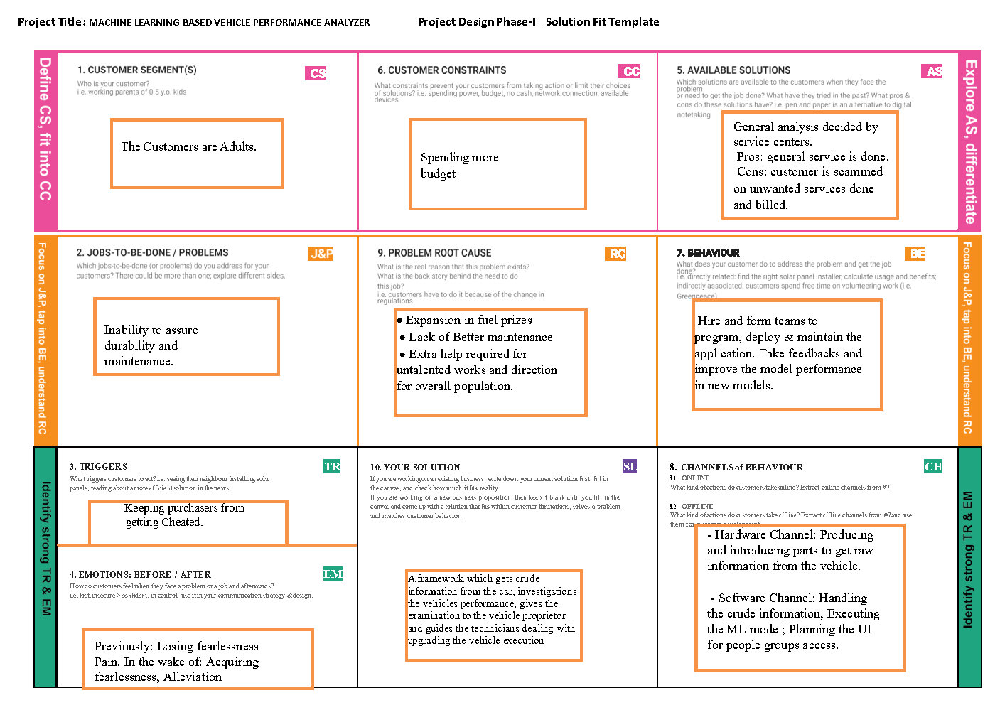 Project Title: MACHINE LEARNING BASED VEHICLE PERFORMANCE ANALYZER
Project Design Phase-I – Solution Fit Template
Define CS, fit into CC
1. CUSTOMER SEGMENT(S)
CS
Who is your customer?
i.e. working parents of 0-5 y.o. kids
The Customers are Adults.
6. CUSTOMER CONSTRAINTS
CC
What constraints prevent your customers from taking action or limit their choices
of solutions? i.e. spending power, budget, no cash, network connection, available
devices.
Spending more
budget
5. AVAILABLE SOLUTIONS
AS
Which solutions are available to the customers when they face the
problem
or need to get the job done? What have they tried in the past? What pros &
cons do these solutions have? i.e. pen and paper is an alternative to digital
notetaking
General analysis decided by
service centers.
Pros: general service is done.
Cons: customer is scammed
on unwanted services done
and billed.
Explore AS, differentiate
Focus on J&P, tap into BE, understand RC
2. JOBS-TO-BE-DONE / PROBLEMS
J&P
Which jobs-to-be-done (or problems) do you address for your
customers? There could be more than one; explore different sides.
Inability to assure
durability and
maintenance.
9. PROBLEM ROOT CAUSE
RC
What is the real reason that this problem exists?
What is the back story behind the need to do
this job?
i.e. customers have to do it because of the change in
regulations.
• Expansion in fuel prizes
• Lack of Better maintenance
• Extra help required for
untalented works and direction
for overall population.
7. BEHAVIOUR
BE
What does your customer do to address the problem and get the job
done?
i.e. directly related: find the right solar panel installer, calculate usage and benefits;
indirectly associated: customers spend free time on volunteering work (i.e.
Greenpeace)
Hire and form teams to
program, deploy & maintain the
application. Take feedbacks and
improve the model performance
in new models.
Focus on J&P, tap into BE, understand RC
Identify strong TR & EM
3. TRIGGERS
TR
What triggers customers to act? i.e. seeing their neighbour installing solar
panels, reading about a more efficient solution in the news.
Keeping purchasers from
getting Cheated.
4. EMOTIONS: BEFORE / AFTER
EM
How do customers feel when they face a problem or a job and afterwards?
i.e. lost, insecure > confident, in control - use it in your communication strategy & design.
Previously: Losing fearlessness
Pain. In the wake of: Acquiring
fearlessness, Alleviation
10. YOUR SOLUTION
SL
If you are working on an existing business, write down your current solution first, fill in
the canvas, and check how much it fits reality.
If you are working on a new business proposition, then keep it blank until you fill in the
canvas and come up with a solution that fits within customer limitations, solves a problem
and matches customer behavior.
A framework which gets crude
information from the car, investigations
the vehicles performance, gives the
examination to the vehicle proprietor
and guides the technicians dealing with
upgrading the vehicle execution
8. CHANNELS of BEHAVIOUR
CH
8.1 ONLINE
What kind of actions do customers take online? Extract online channels from #7
8.2 OFFLINE
What kind of actions do customers take offline? Extract offline channels from #7 and use
them for customer development.
- Hardware Channel: Producing
and introducing parts to get raw
information from the vehicle.
- Software Channel: Handling
the crude information; Executing
the ML model; Planning the UI
for people groups access.
Identify strong TR & EM